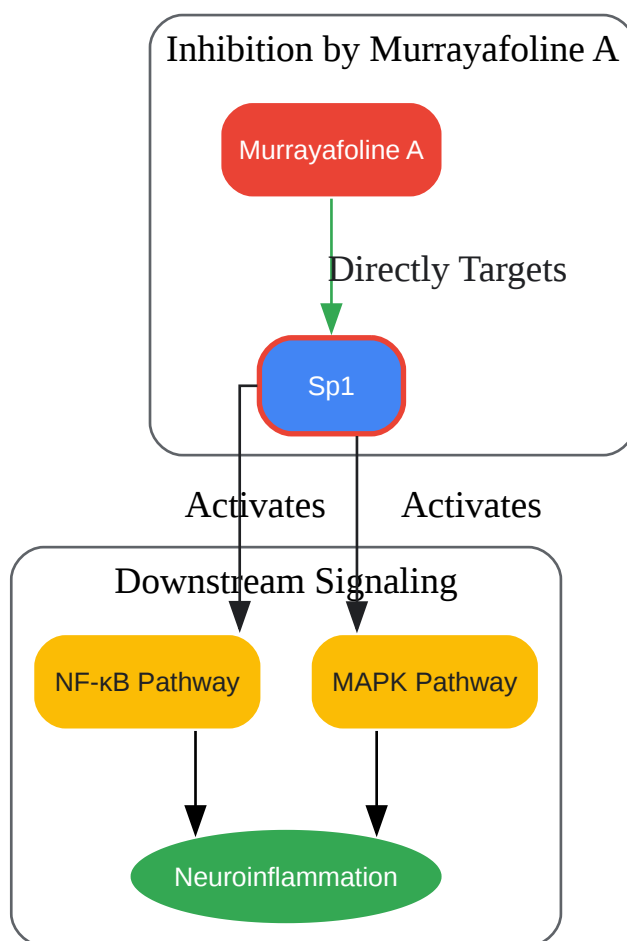 Inhibition by Murrayafoline A
Murrayafoline A
Directly Targets
Sp1
Activates
Activates
Downstream Signaling
NF-κB Pathway
MAPK Pathway
Neuroinflammation